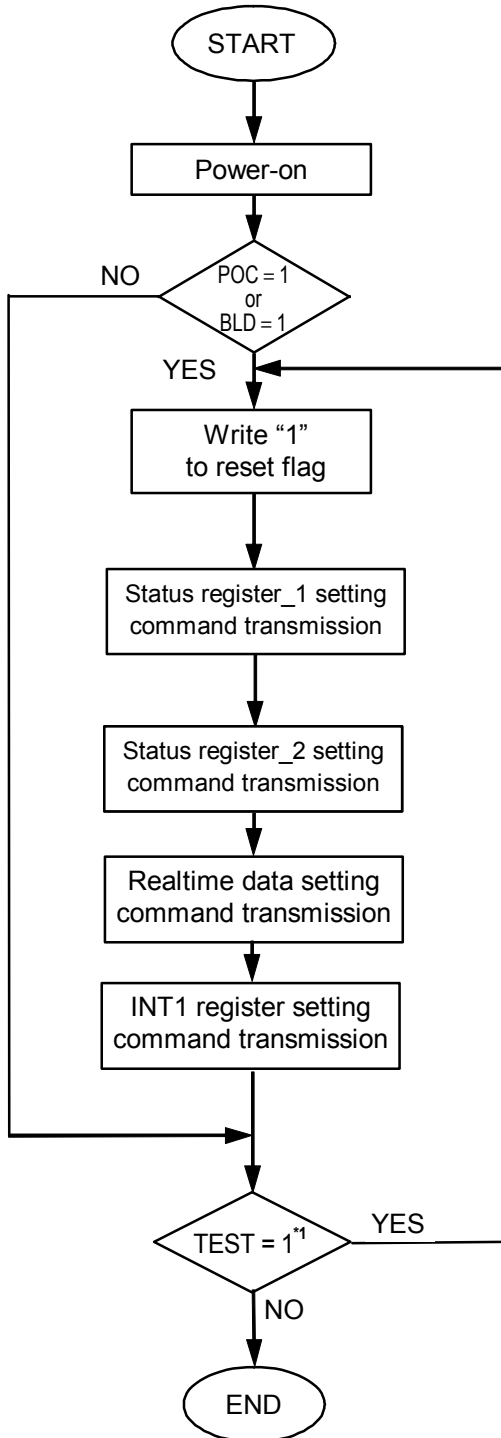 START
Power-on
POC = 1
or
BLD = 1
NO
YES
Write “1”
to reset flag
Status register_1 setting
command transmission
Status register_2 setting
command transmission
Realtime data setting
command transmission
INT1 register setting
command transmission
TEST = 1*1
YES
NO
END